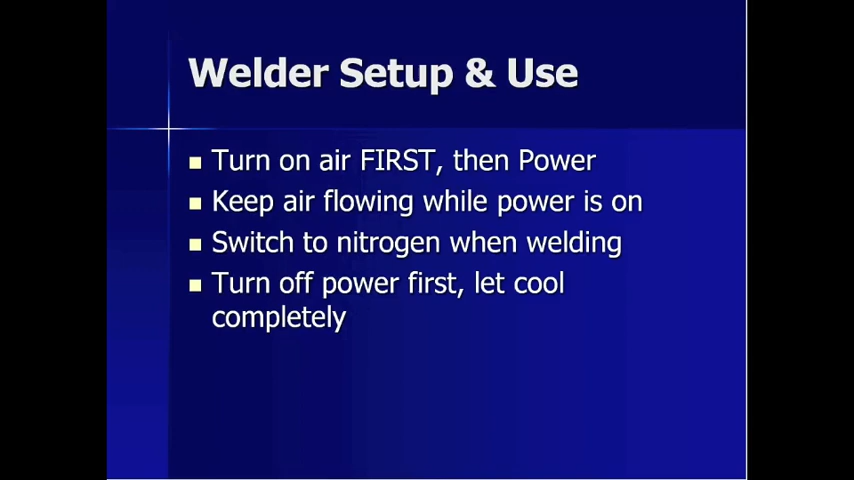 Welder Setup & Use
Turn on air FIRST, then Power
Keep air flowing while power is on
Switch to nitrogen when welding
Turn off power first, let cool
completely